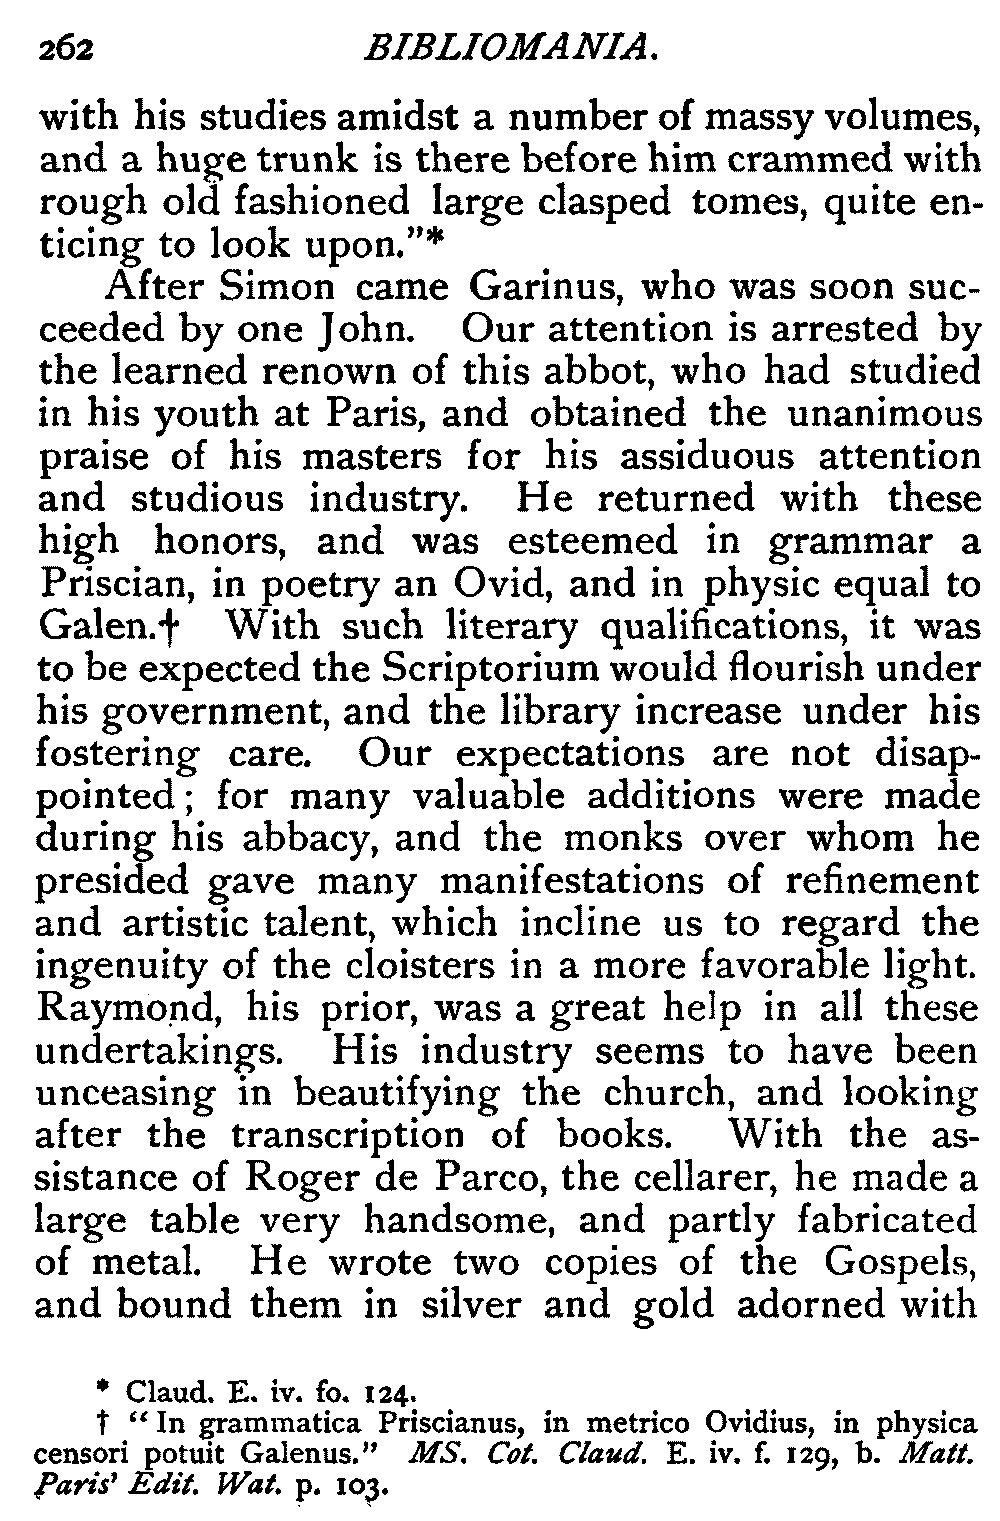 262 BIBLIOMANIA.
with his studies amidst a number of massy volumes,
and a huge trunk is there before him crammed with
rough old fashioned large clasped tomes, quite en-
ticing to look upon."*
After Simon came Garinus, who was soon suc-
ceeded by one John. Our attention is arrested by
the learned renown of this abbot, who had studied
in his youth at Paris, and obtained the unanimous
praise of his masters for his assiduous attention
and studious industry. He returned with these
high honors, and was esteemed in grammar a
Priscian, in poetry an Ovid, and in physic equal to
Galen.† With such literary qualifications, it was
to be expected the Scriptorium would flourish under
his government, and the library increase under his
fostering care. Our expectations are not disap-
pointed; for many valuable additions were made
during his abbacy, and the monks over whom he
presided gave many manifestations of refinement
and artistic talent, which incline us to regard the
ingenuity of the cloisters in a more favorable light.
Raymond, his prior, was a great help in all these
undertakings. His industry seems to have been
unceasing in beautifying the church, and looking
after the transcription of books. With the as-
sistance of Roger de Parco, the cellarer, he made a
large table very handsome, and partly fabricated
of metal. He wrote two copies of the Gospels,
and bound them in silver and gold adorned with
* Claud. E. iv. fo. 124.
† "In grammatica Priscianus, in metrico Ovidius, in physica
censori potuit Galenus." MS. Cot. Claud. E. iv. f. 129, b. Matt.
Paris' Edit. Wat. p. 103.